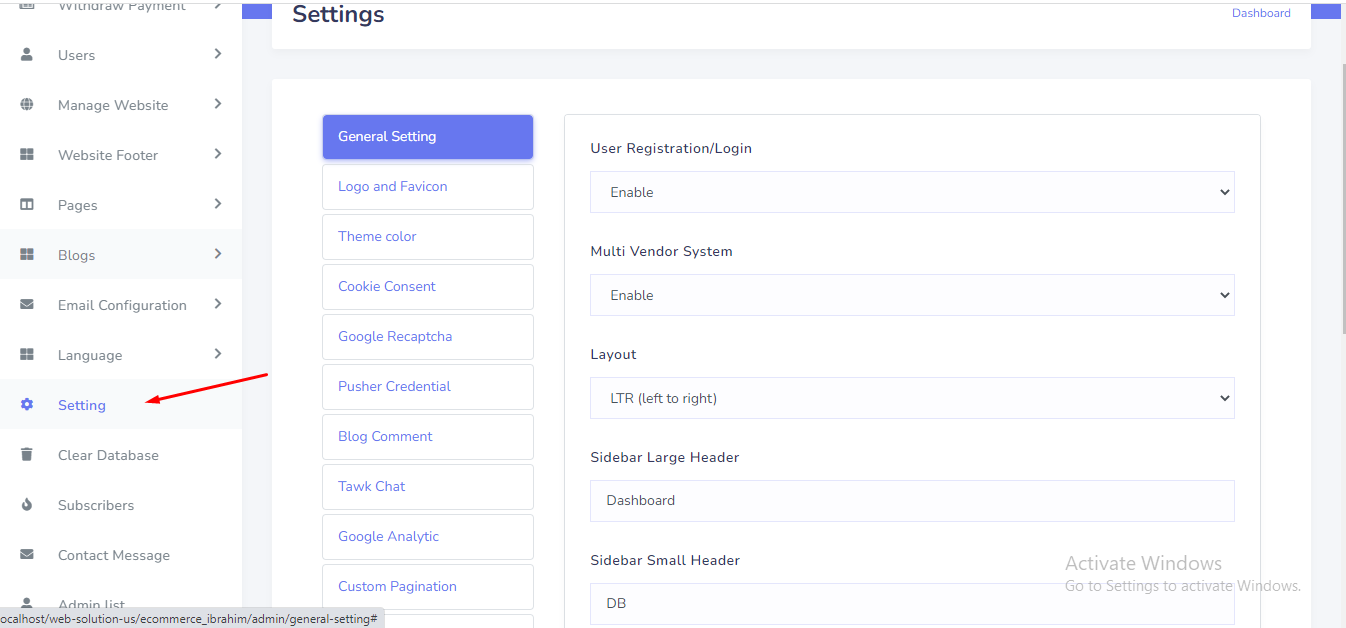 Withdraw Payment
Users
Manage Website
Website Footer
Pages
Blogs
Email Configuration
Language
Setting
Clear Database
Subscribers
Contact Message
Admin list
ocalhost/web-solution-us/ecommerce_ibrahim/admin/general-setting#
Settings
Dashboard
General Setting
Logo and Favicon
Theme color
Cookie Consent
Google Recaptcha
Pusher Credential
Blog Comment
Tawk Chat
Google Analytic
Custom Pagination
User Registration/Login
Enable
Multi Vendor System
Enable
Layout
LTR (left to right)
Sidebar Large Header
Dashboard
Sidebar Small Header
DB
Activate Windows
Go to Settings to activate Windows.